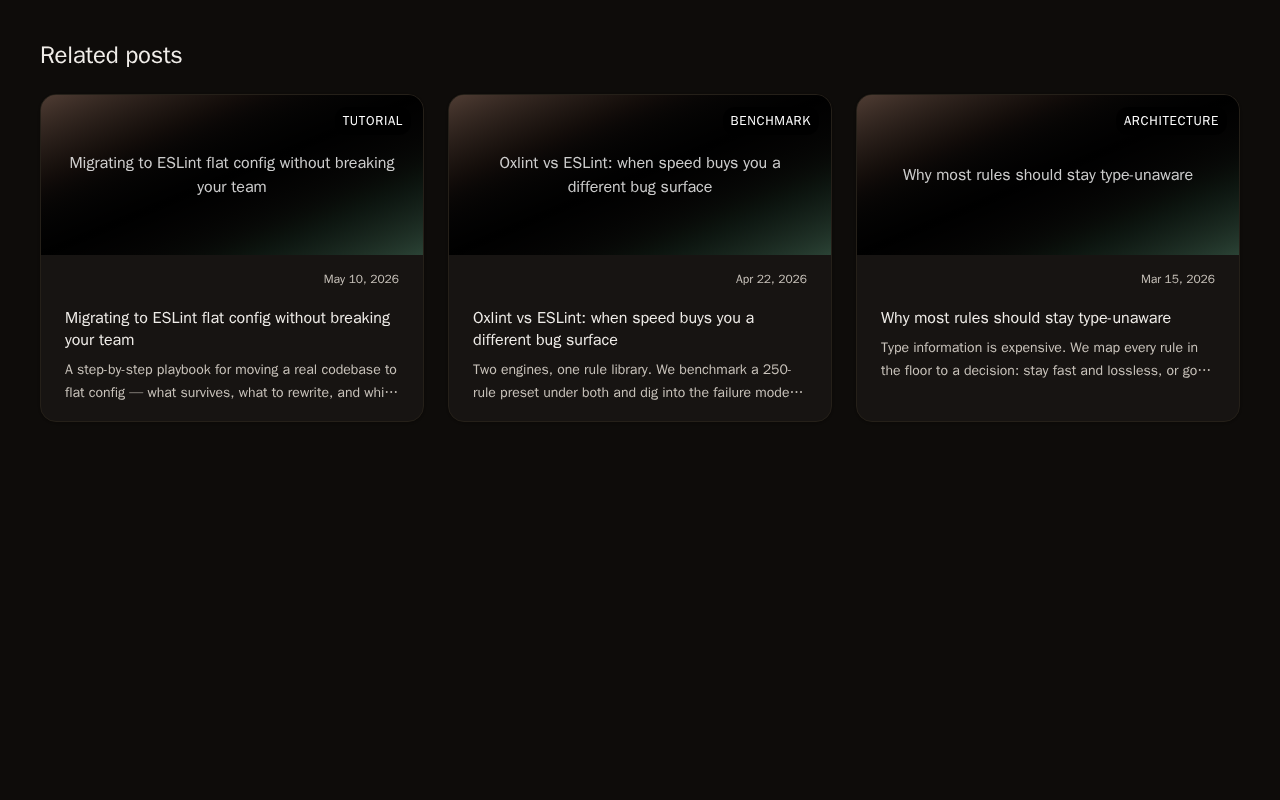 Related posts
TUTORIAL
Migrating to ESLint flat config without breaking
your team
May 10, 2026
Migrating to ESLint flat config without breaking
your team
A step-by-step playbook for moving a real codebase to
flat config — what survives, what to rewrite, and whi…
BENCHMARK
Oxlint vs ESLint: when speed buys you a
different bug surface
Apr 22, 2026
Oxlint vs ESLint: when speed buys you a
different bug surface
Two engines, one rule library. We benchmark a 250-
rule preset under both and dig into the failure mode…
ARCHITECTURE
Why most rules should stay type-unaware
Mar 15, 2026
Why most rules should stay type-unaware
Type information is expensive. We map every rule in
the floor to a decision: stay fast and lossless, or go…